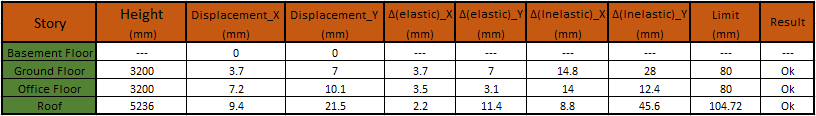 Story Height (mm) Displacement_X (mm) Displacement_Y (mm) Δ(elastic)_X (mm) Δ(elastic)_Y (mm) Δ(Inelastic)_X (mm) Δ(Inelastic)_Y (mm) Limit (mm) Result
Basement Floor --- 0 0 --- --- --- --- --- ---
Ground Floor 3200 3.7 7 3.7 7 14.8 28 80 Ok
Office Floor 3200 7.2 10.1 3.5 3.1 14 12.4 80 Ok
Roof 5236 9.4 21.5 2.2 11.4 8.8 45.6 104.72 Ok